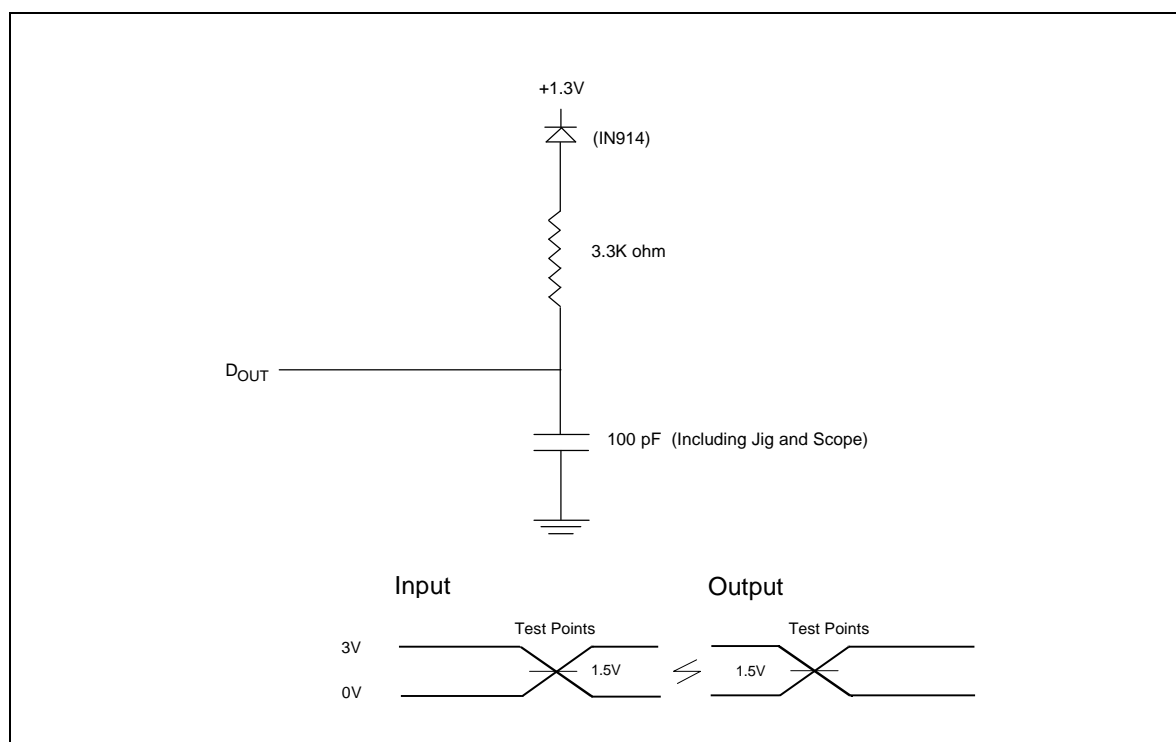 +1.3V
(IN914)
3.3K ohm
DOUT
100 pF (Including Jig and Scope)
Input
Output
Test Points
Test Points
3V
1.5V
1.5V
0V